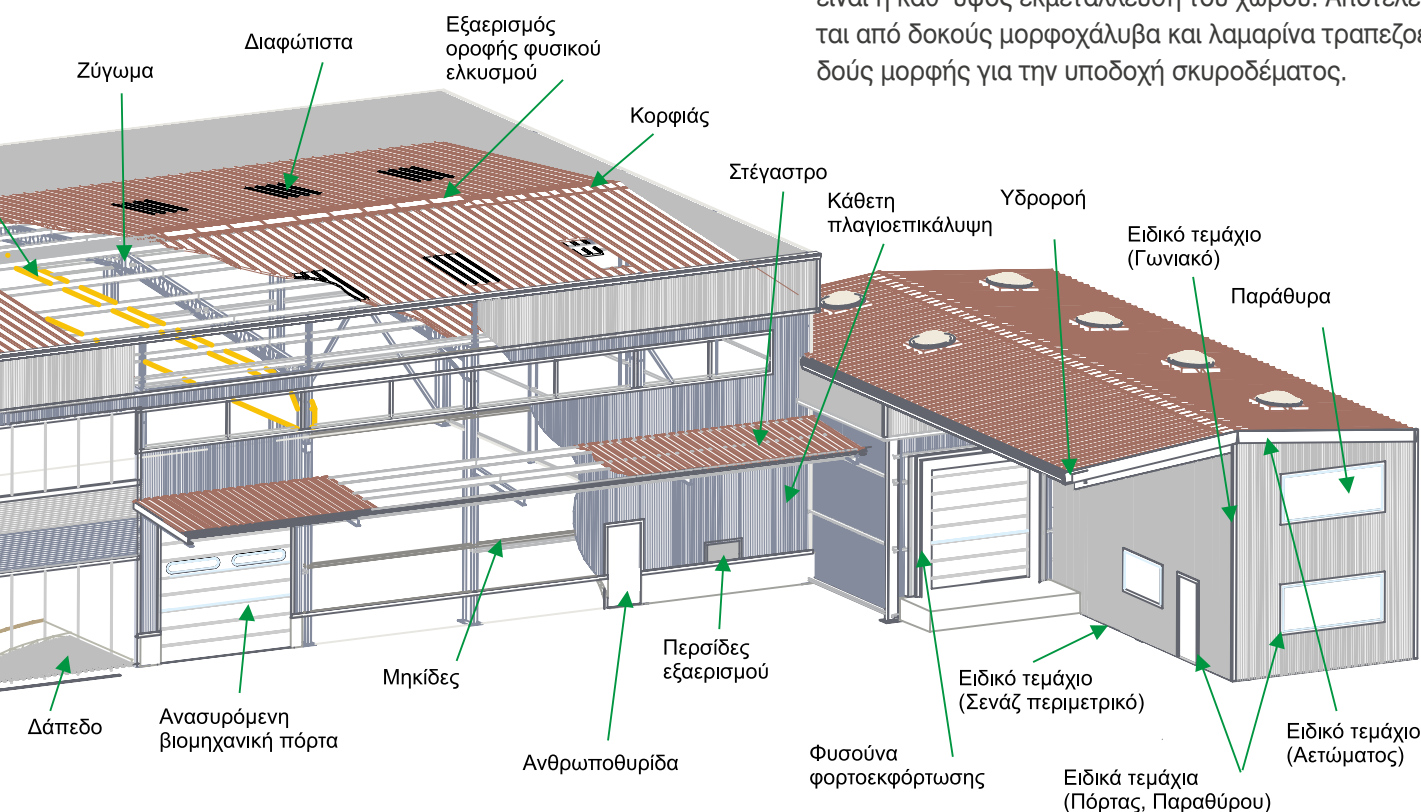 είναι η καθ' ύψος εκμετάλλευση του χώρου. Αποτελεί
ται από δοκούς μορφοχάλυβα και λαμαρίνα τραπεζοε
δούς μορφής για την υποδοχή σκυροδέματος.
Εξαερισμός
οροφής φυσικού
ελκυσμού
Διαφώτιστα
Ζύγωμα
Κορφιάς
Στέγαστρο
Κάθετη
πλαγιοεπικάλυψη
Υδροροή
Ειδικό τεμάχιο
(Γωνιακό)
Παράθυρα
Δάπεδο
Ανασυρόμενη
βιομηχανική πόρτα
Μηκίδες
Ανθρωποθυρίδα
Περσίδες
εξαερισμού
Φυσούνα
φορτοεκφόρτωσης
Ειδικό τεμάχιο
(Σενάζ περιμετρικό)
Ειδικά τεμάχια
(Πόρτας, Παραθύρου)
Ειδικό τεμάχιο
(Αετώματος)